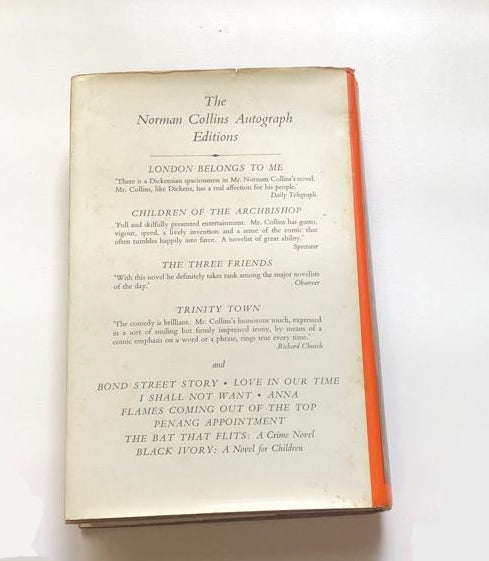 The
Norman Collins Autograph
Editions
LONDON BELONGS TO ME
'There is a Dickensian spaciousness in Mr. Norman Collins's novel.
Mr. Collins, like Dickens, has a real affection for his people.'
Daily Telegraph
CHILDREN OF THE ARCHBISHOP
'Full and skilfully presented entertainment. Mr. Collins has gusto,
vigour, speed, a lively invention and a sense of the comic that
often tumbles happily into farce. A novelist of great ability.'
Spectator
THE THREE FRIENDS
'With this novel he definitely takes rank among the major novelists
of the day.'
Observer
TRINITY TOWN
'The comedy is brilliant. Mr. Collins's humorous touch, expressed
in a sort of smiling but firmly impressed irony, by means of a
comic emphasis on a word or a phrase, rings true every time.'
Richard Church
and
BOND STREET STORY • LOVE IN OUR TIME
I SHALL NOT WANT • ANNA
FLAMES COMING OUT OF THE TOP
PENANG APPOINTMENT
THE BAT THAT FLITS: A Crime Novel
BLACK IVORY: A Novel for Children